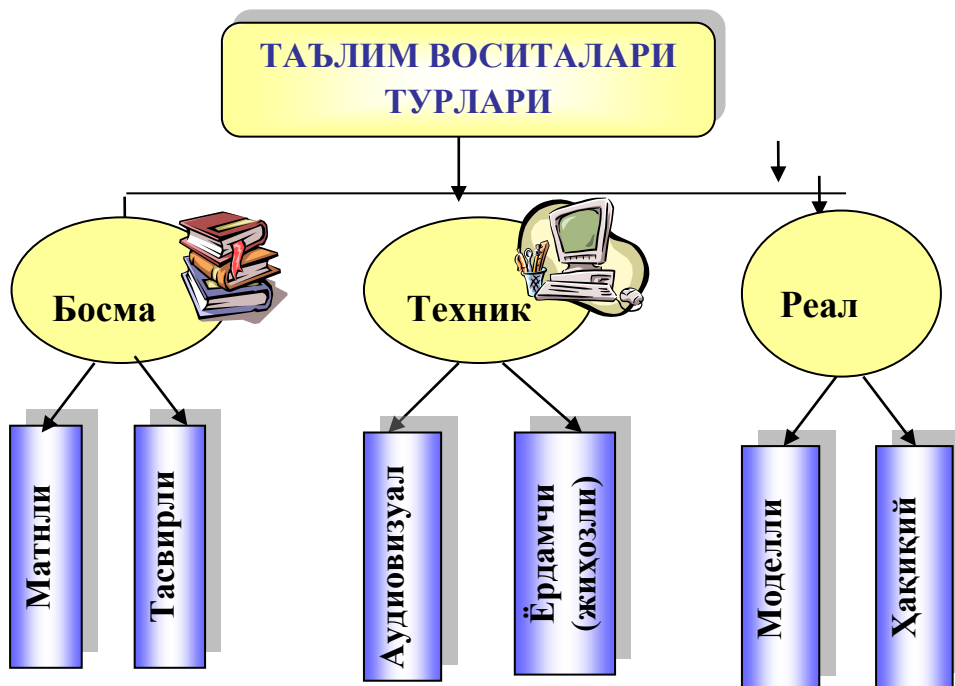 ТАЪЛИМ ВОСИТАЛАРИ
ТУРЛАРИ
Босма
Техник
Реал
Матнли
Тасвирли
Аудиовизуал
Ёрдамчи
(жиҳозли)
Моделли
Ҳақиқий